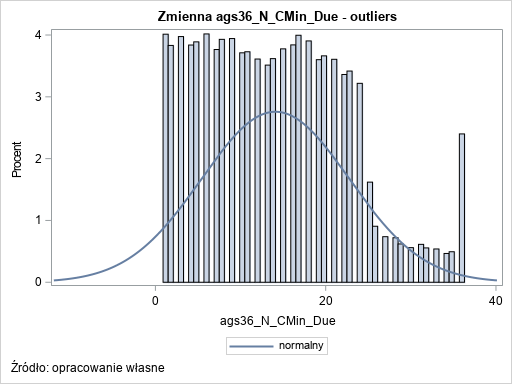 Zmienna ags36_N_CMin_Due - outliers
Procent
4
3
2
1
0
0 20 40
ags36_N_CMin_Due
normalny
Źródło: opracowanie własne